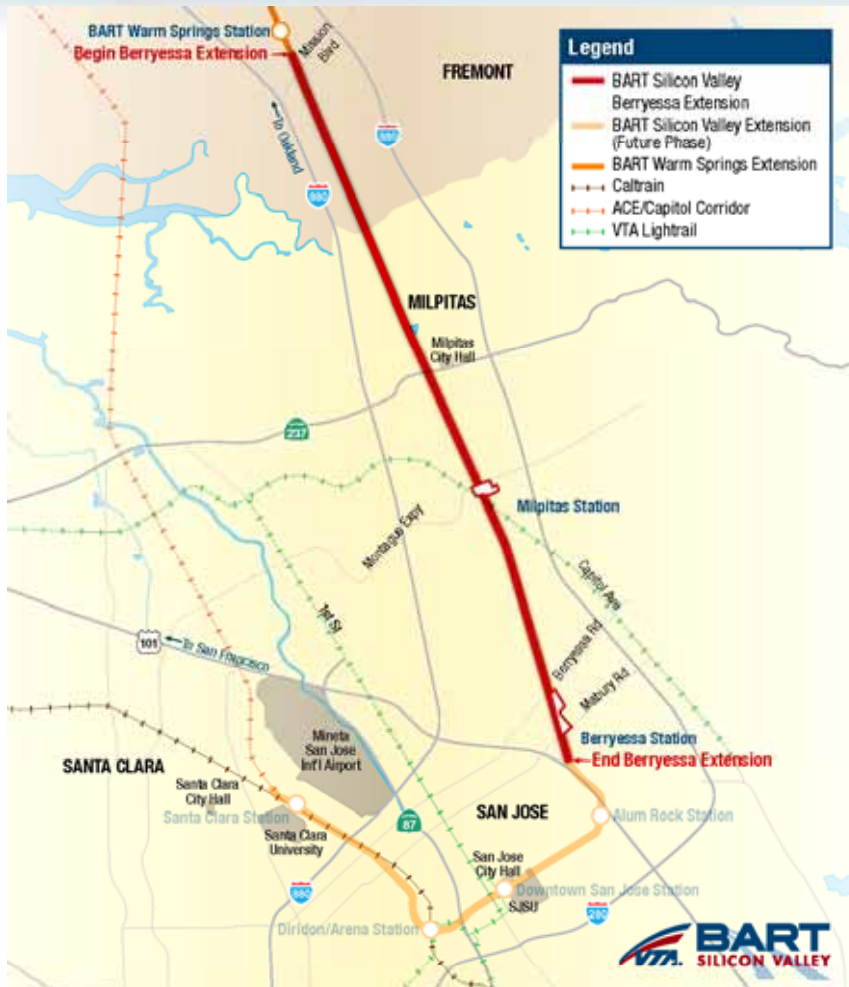 BART Warm Springs Station
Begin Berryessa Extension
Mission
Blvd
FREMONT
Legend
BART Silicon Valley
Berryessa Extension
BART Silicon Valley Extension
(Future Phase)
BART Warm Springs Extension
Caltrain
ACE/Capitol Corridor
VTA Lightrail
To Oakland
680
880
MILPITAS
Milpitas
City Hall
237
Milpitas Station
Montague Expy
Capitol Ave
1st St
101
To San Francisco
Berryessa Rd
Mabury Rd
Mineta
San Jose
Int'l Airport
Berryessa Station
End Berryessa Extension
SANTA CLARA
Santa Clara
City Hall
Santa Clara Station
Santa Clara
University
87
SAN JOSE
Alum Rock Station
San Jose
City Hall
Downtown San Jose Station
SJSU
880
280
Diridon/Arena Station
VTA
BART
SILICON VALLEY